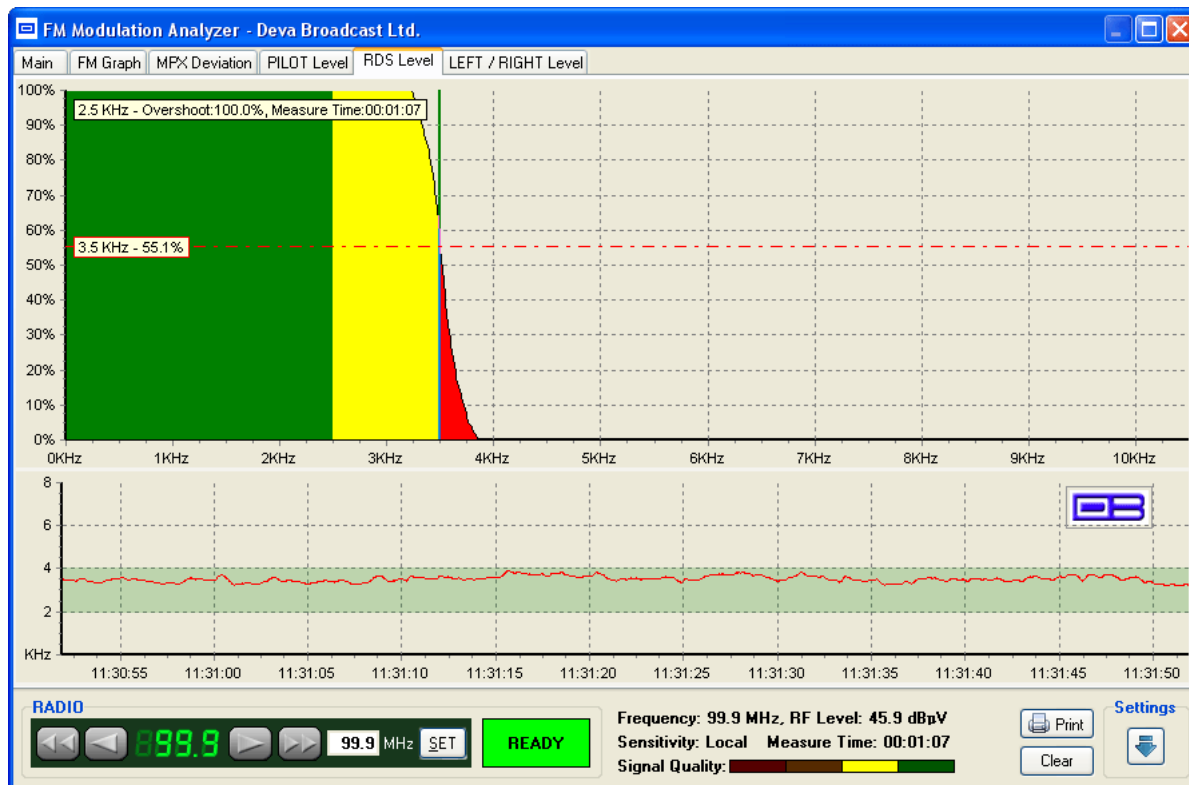 FM Modulation Analyzer - Deva Broadcast Ltd.
Main FM Graph MPX Deviation PILOT Level RDS Level LEFT / RIGHT Level
100%
2.5 KHz - Overshoot:100.0%, Measure Time:00:01:07
90%
80%
70%
60%
3.5 KHz - 55.1%
50%
40%
30%
20%
10%
0%
0KHz 1KHz 2KHz 3KHz 4KHz 5KHz 6KHz 7KHz 8KHz 9KHz 10KHz
8
6
4
2
KHz
11:30:55 11:31:00 11:31:05 11:31:10 11:31:15 11:31:20 11:31:25 11:31:30 11:31:35 11:31:40 11:31:45 11:31:50
RADIO
99.9 99.9 MHz SET READY
Frequency: 99.9 MHz, RF Level: 45.9 dBµV
Sensitivity: Local Measure Time: 00:01:07
Signal Quality:
Print
Clear
Settings